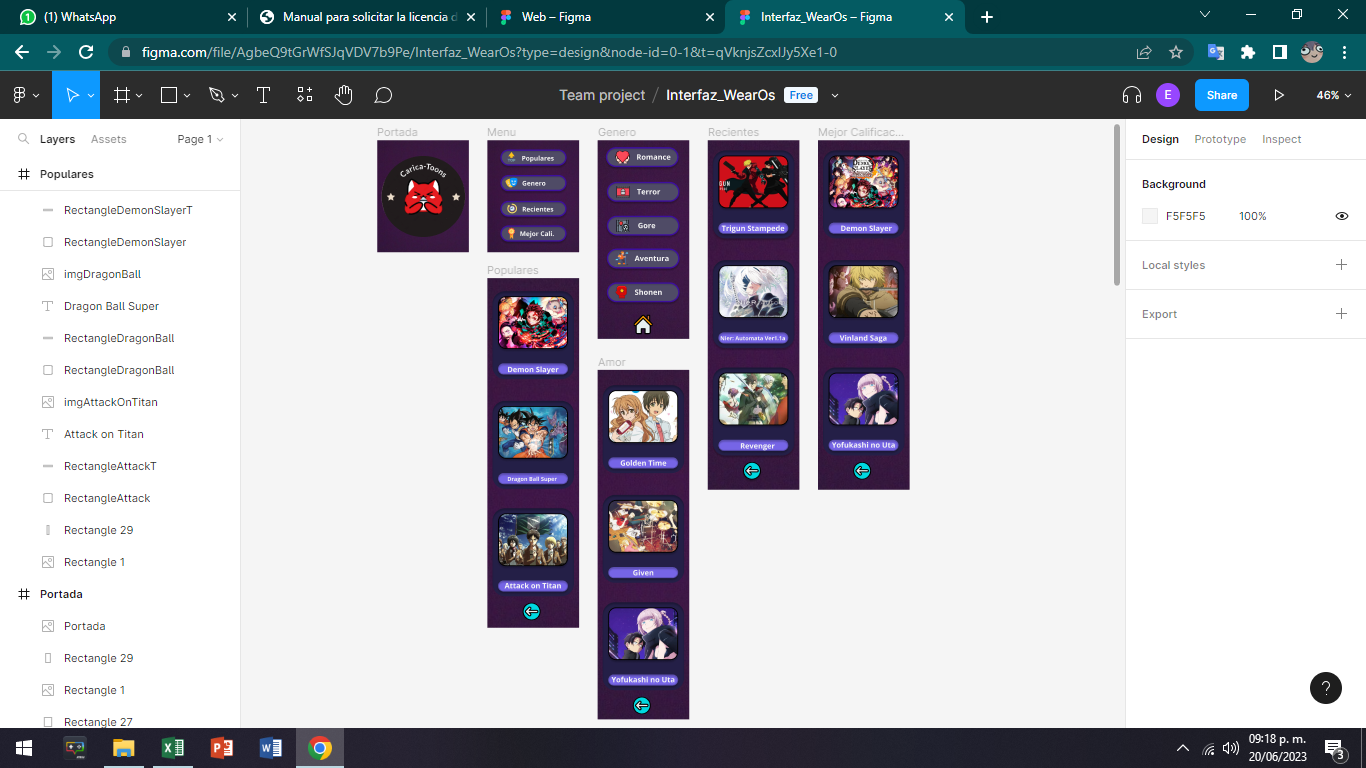 (1) WhatsApp
Manual para solicitar la licencia d
Web – Figma
Interfaz_WearOs – Figma
figma.com/file/AgbeQ9tGrWfSJqVDV7b9Pe/Interfaz_WearOs?type=design&node-id=0-1&t=qVknjsZcxlJy5Xe1-0
Team project / Interfaz_WearOs Free
E
Share
46%
Layers Assets Page 1
Populares
RectangleDemonSlayerT
RectangleDemonSlayer
imgDragonBall
Dragon Ball Super
RectangleDragonBall
RectangleDragonBall
imgAttackOnTitan
Attack on Titan
RectangleAttackT
RectangleAttack
Rectangle 29
Rectangle 1
Portada
Portada
Rectangle 29
Rectangle 1
Rectangle 27
Portada
Carica-Toons
Menu
Populares
Genero
Recientes
Mejor Cali.
Populares
Demon Slayer
Dragon Ball Super
Attack on Titan
Genero
Romance
Terror
Gore
Aventura
Shonen
Amor
Golden Time
Given
Yofukashi no Uta
Recientes
Trigun Stampede
Nier: Automata Ver1.1a
Revenger
Mejor Calificac...
DEMON SLAYER
Demon Slayer
Vinland Saga
Yofukashi no Uta
Design Prototype Inspect
Background
F5F5F5 100%
Local styles
Export
?
09:18 p. m.
20/06/2023
3